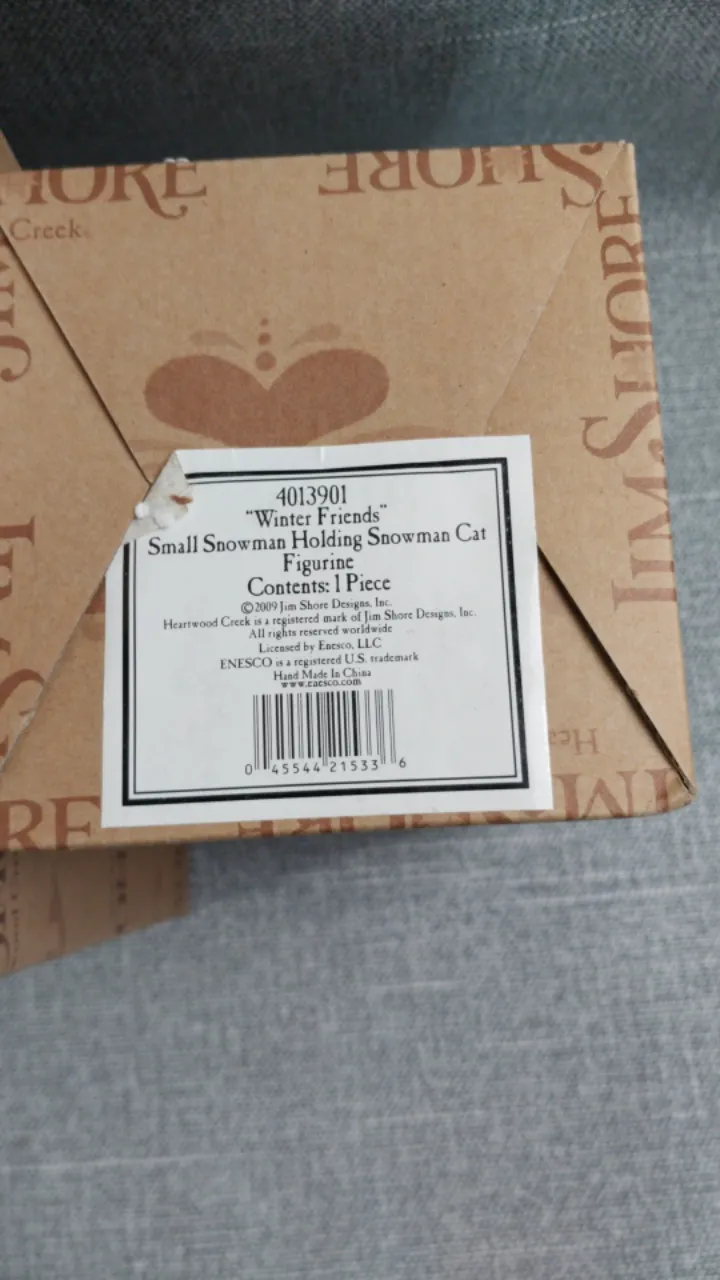 SHORE
SHORE
Creek
JIM SHORE
4013901
"Winter Friends"
Small Snowman Holding Snowman Cat
Figurine
Contents: 1 Piece
©2009 Jim Shore Designs, Inc.
Heartwood Creek is a registered mark of Jim Shore Designs, Inc.
All rights reserved worldwide
Licensed by Enesco, LLC
ENESCO is a registered U.S. trademark
Hand Made In China
www.enesco.com
0 45544 21533 6